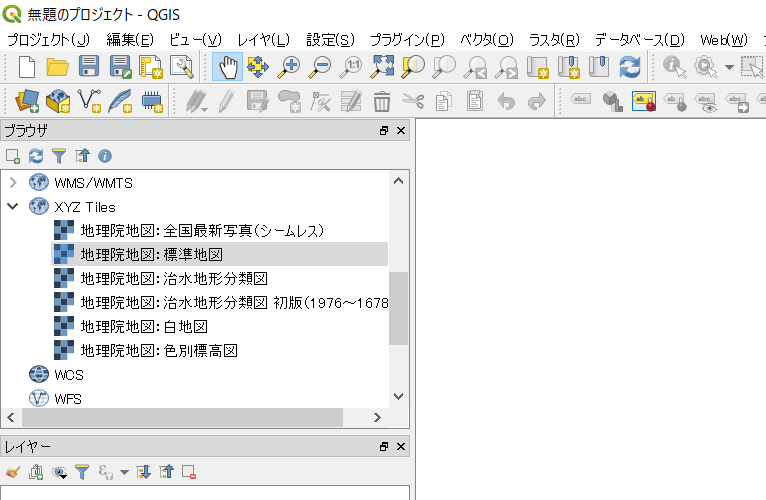 無題のプロジェクト - QGIS
プロジェクト(J) 編集(E) ビュー(V) レイヤ(L) 設定(S) プラグイン(P) ベクタ(O) ラスタ(R) データベース(D) Web(W)
1:1
abc ab abc
ブラウザ
WMS/WMTS
XYZ Tiles
地理院地図: 全国最新写真(シームレス)
地理院地図: 標準地図
地理院地図: 治水地形分類図
地理院地図: 治水地形分類図 初版(1976～1678
地理院地図: 白地図
地理院地図: 色別標高図
WCS
WFS
レイヤー